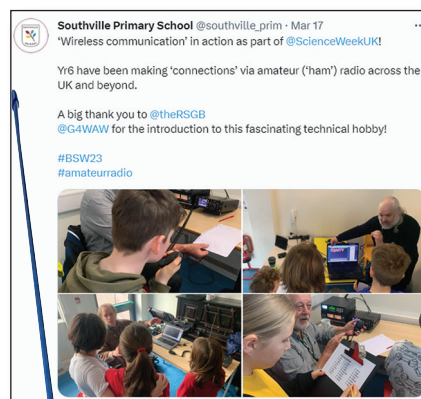 Southville Primary School @southville_prim · Mar 17
'Wireless communication' in action as part of @ScienceWeekUK!
Yr6 have been making 'connections' via amateur ('ham') radio across the
UK and beyond.
A big thank you to @theRSGB
@G4WAW for the introduction to this fascinating technical hobby!
#BSW23
#amateurradio